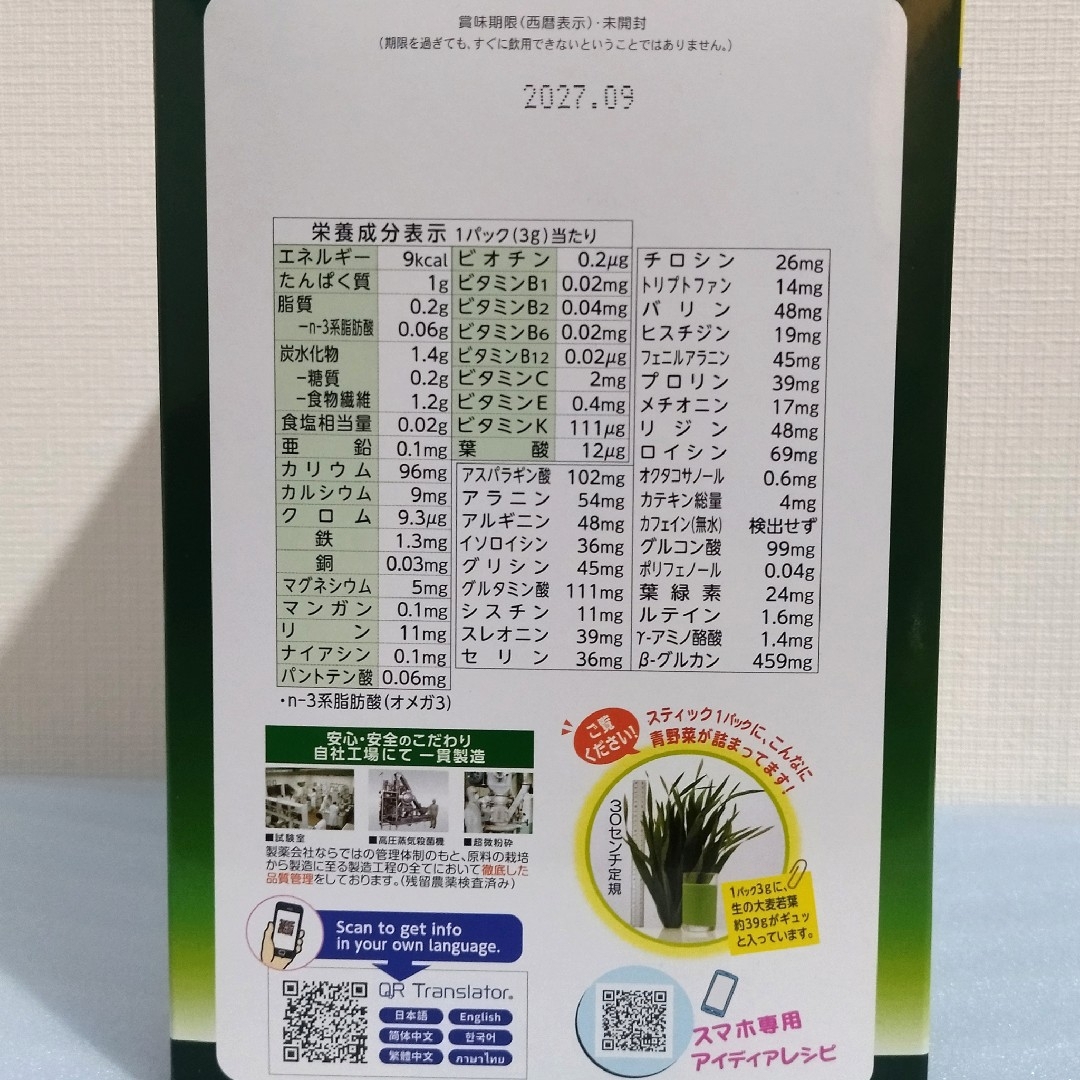 賞味期限(西暦表示)・未開封
(期限を過ぎても、すぐに飲用できないということではありません。)
2027.09
栄養成分表示 1パック(3g)当たり
エネルギー 9kcal
たんぱく質 1g
脂質 0.2g
－n-3系脂肪酸 0.06g
炭水化物 1.4g
－糖質 0.2g
－食物繊維 1.2g
食塩相当量 0.02g
亜鉛 0.1mg
カリウム 96mg
カルシウム 9mg
クロム 9.3μg
鉄 1.3mg
銅 0.03mg
マグネシウム 5mg
マンガン 0.1mg
リン 11mg
ナイアシン 0.1mg
パントテン酸 0.06mg
ビオチン 0.2μg
ビタミンB1 0.02mg
ビタミンB2 0.04mg
ビタミンB6 0.02mg
ビタミンB12 0.02μg
ビタミンC 2mg
ビタミンE 0.4mg
ビタミンK 111μg
葉酸 12μg
アスパラギン酸 102mg
アラニン 54mg
アルギニン 48mg
イソロイシン 36mg
グリシン 45mg
グルタミン酸 111mg
シスチン 11mg
スレオニン 39mg
セリン 36mg
チロシン 26mg
トリプトファン 14mg
バリン 48mg
ヒスチジン 19mg
フェニルアラニン 45mg
プロリン 39mg
メチオニン 17mg
リジン 48mg
ロイシン 69mg
オクタコサノール 0.6mg
カテキン総量 4mg
カフェイン(無水) 検出せず
グルコン酸 99mg
ポリフェノール 0.04g
葉緑素 24mg
ルテイン 1.6mg
γ-アミノ酪酸 1.4mg
β-グルカン 459mg
・n-3系脂肪酸(オメガ3)
安心・安全のこだわり
自社工場にて 一貫製造
■試験室
■高圧蒸気殺菌機
■超微粉砕
製薬会社ならではの管理体制のもと、原料の栽培
から製造に至る製造工程の全てにおいて徹底した
品質管理をしております。(残留農薬検査済み)
ご覧
ください!
スティック1パックに、こんなに
青野菜が詰まってます!
30センチ定規
1パック3gに、
生の大麦若葉
約39gがギュッ
と入っています。
Scan to get info
in your own language.
QR Translator®
日本語 English
简体中文 한국어
繁體中文 ภาษาไทย
スマホ専用
アイディアレシピ